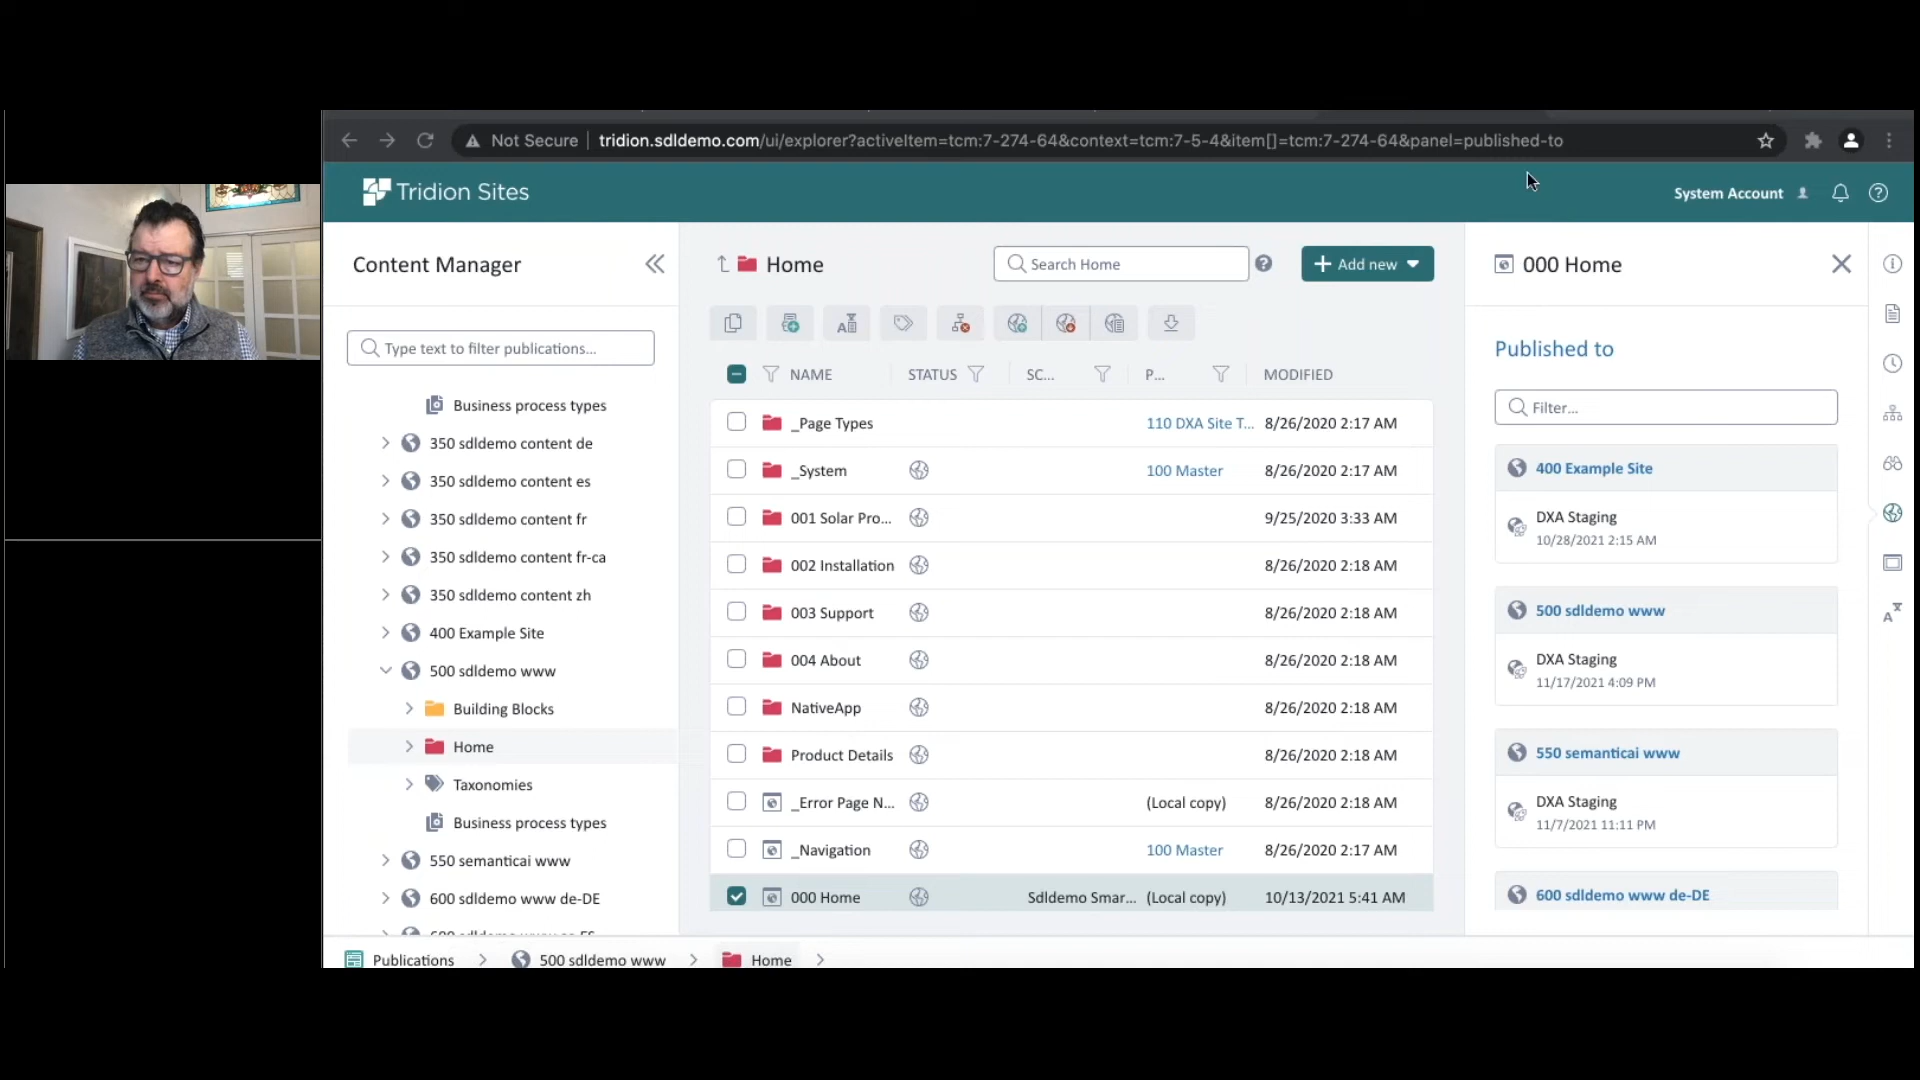 Not Secure
tridion.sdldemo.com/ui/explorer?activeItem=tcm:7-274-64&context=tcm:7-5-4&item[]=tcm:7-274-64&panel=published-to
Tridion Sites
System Account
Content Manager
Type text to filter publications...
Business process types
350 sdldemo content de
350 sdldemo content es
350 sdldemo content fr
350 sdldemo content fr-ca
350 sdldemo content zh
400 Example Site
500 sdldemo www
Building Blocks
Home
Taxonomies
Business process types
550 semanticai www
600 sdldemo www de-DE
Home
Search Home
Add new
NAME STATUS SC... P... MODIFIED
_Page Types 110 DXA Site T... 8/26/2020 2:17 AM
_System 100 Master 8/26/2020 2:17 AM
001 Solar Pro... 9/25/2020 3:33 AM
002 Installation 8/26/2020 2:18 AM
003 Support 8/26/2020 2:18 AM
004 About 8/26/2020 2:18 AM
NativeApp 8/26/2020 2:18 AM
Product Details 8/26/2020 2:18 AM
_Error Page N... (Local copy) 8/26/2020 2:18 AM
_Navigation 100 Master 8/26/2020 2:17 AM
000 Home Sdldemo Smar... (Local copy) 10/13/2021 5:41 AM
000 Home
Published to
Filter...
400 Example Site
DXA Staging
10/28/2021 2:15 AM
500 sdldemo www
DXA Staging
11/17/2021 4:09 PM
550 semanticai www
DXA Staging
11/7/2021 11:11 PM
600 sdldemo www de-DE
Publications > 500 sdldemo www > Home >